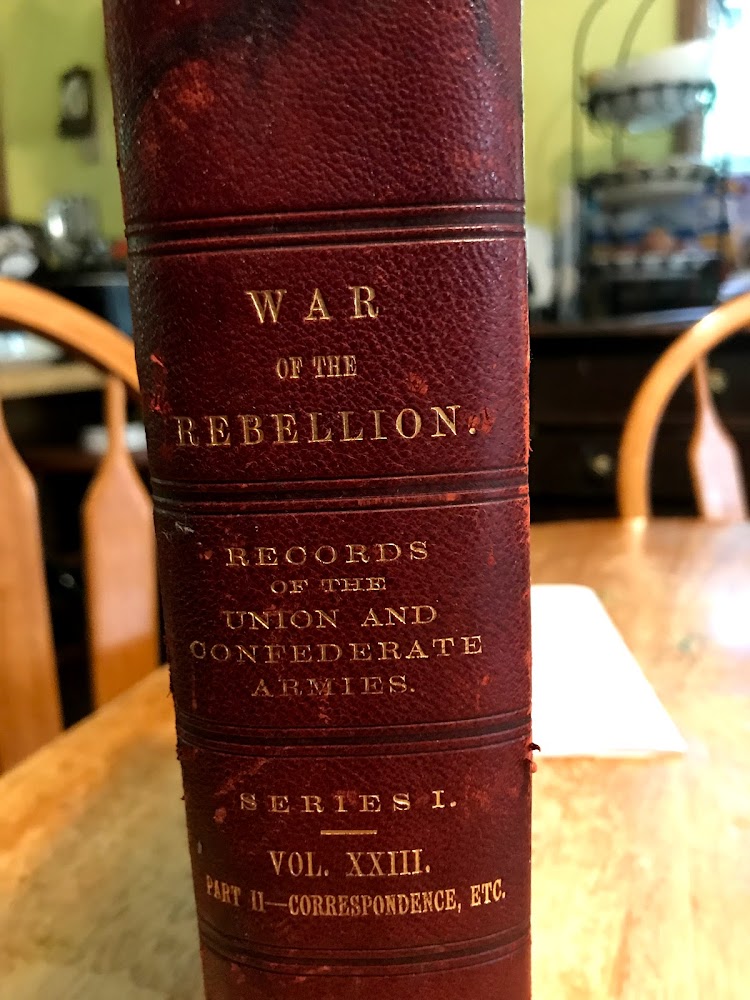 WAR
OF THE
REBELLION.
RECORDS
OF THE
UNION AND
CONFEDERATE
ARMIES.
SERIES I.
VOL. XXIII.
PART II—CORRESPONDENCE, ETC.